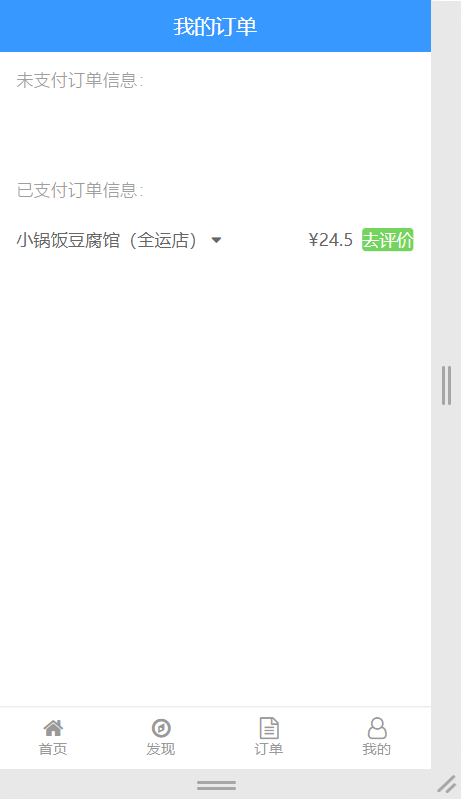 我的订单
未支付订单信息:
已支付订单信息:
小锅饭豆腐馆（全运店） ¥24.5 去评价
首页 发现 订单 我的